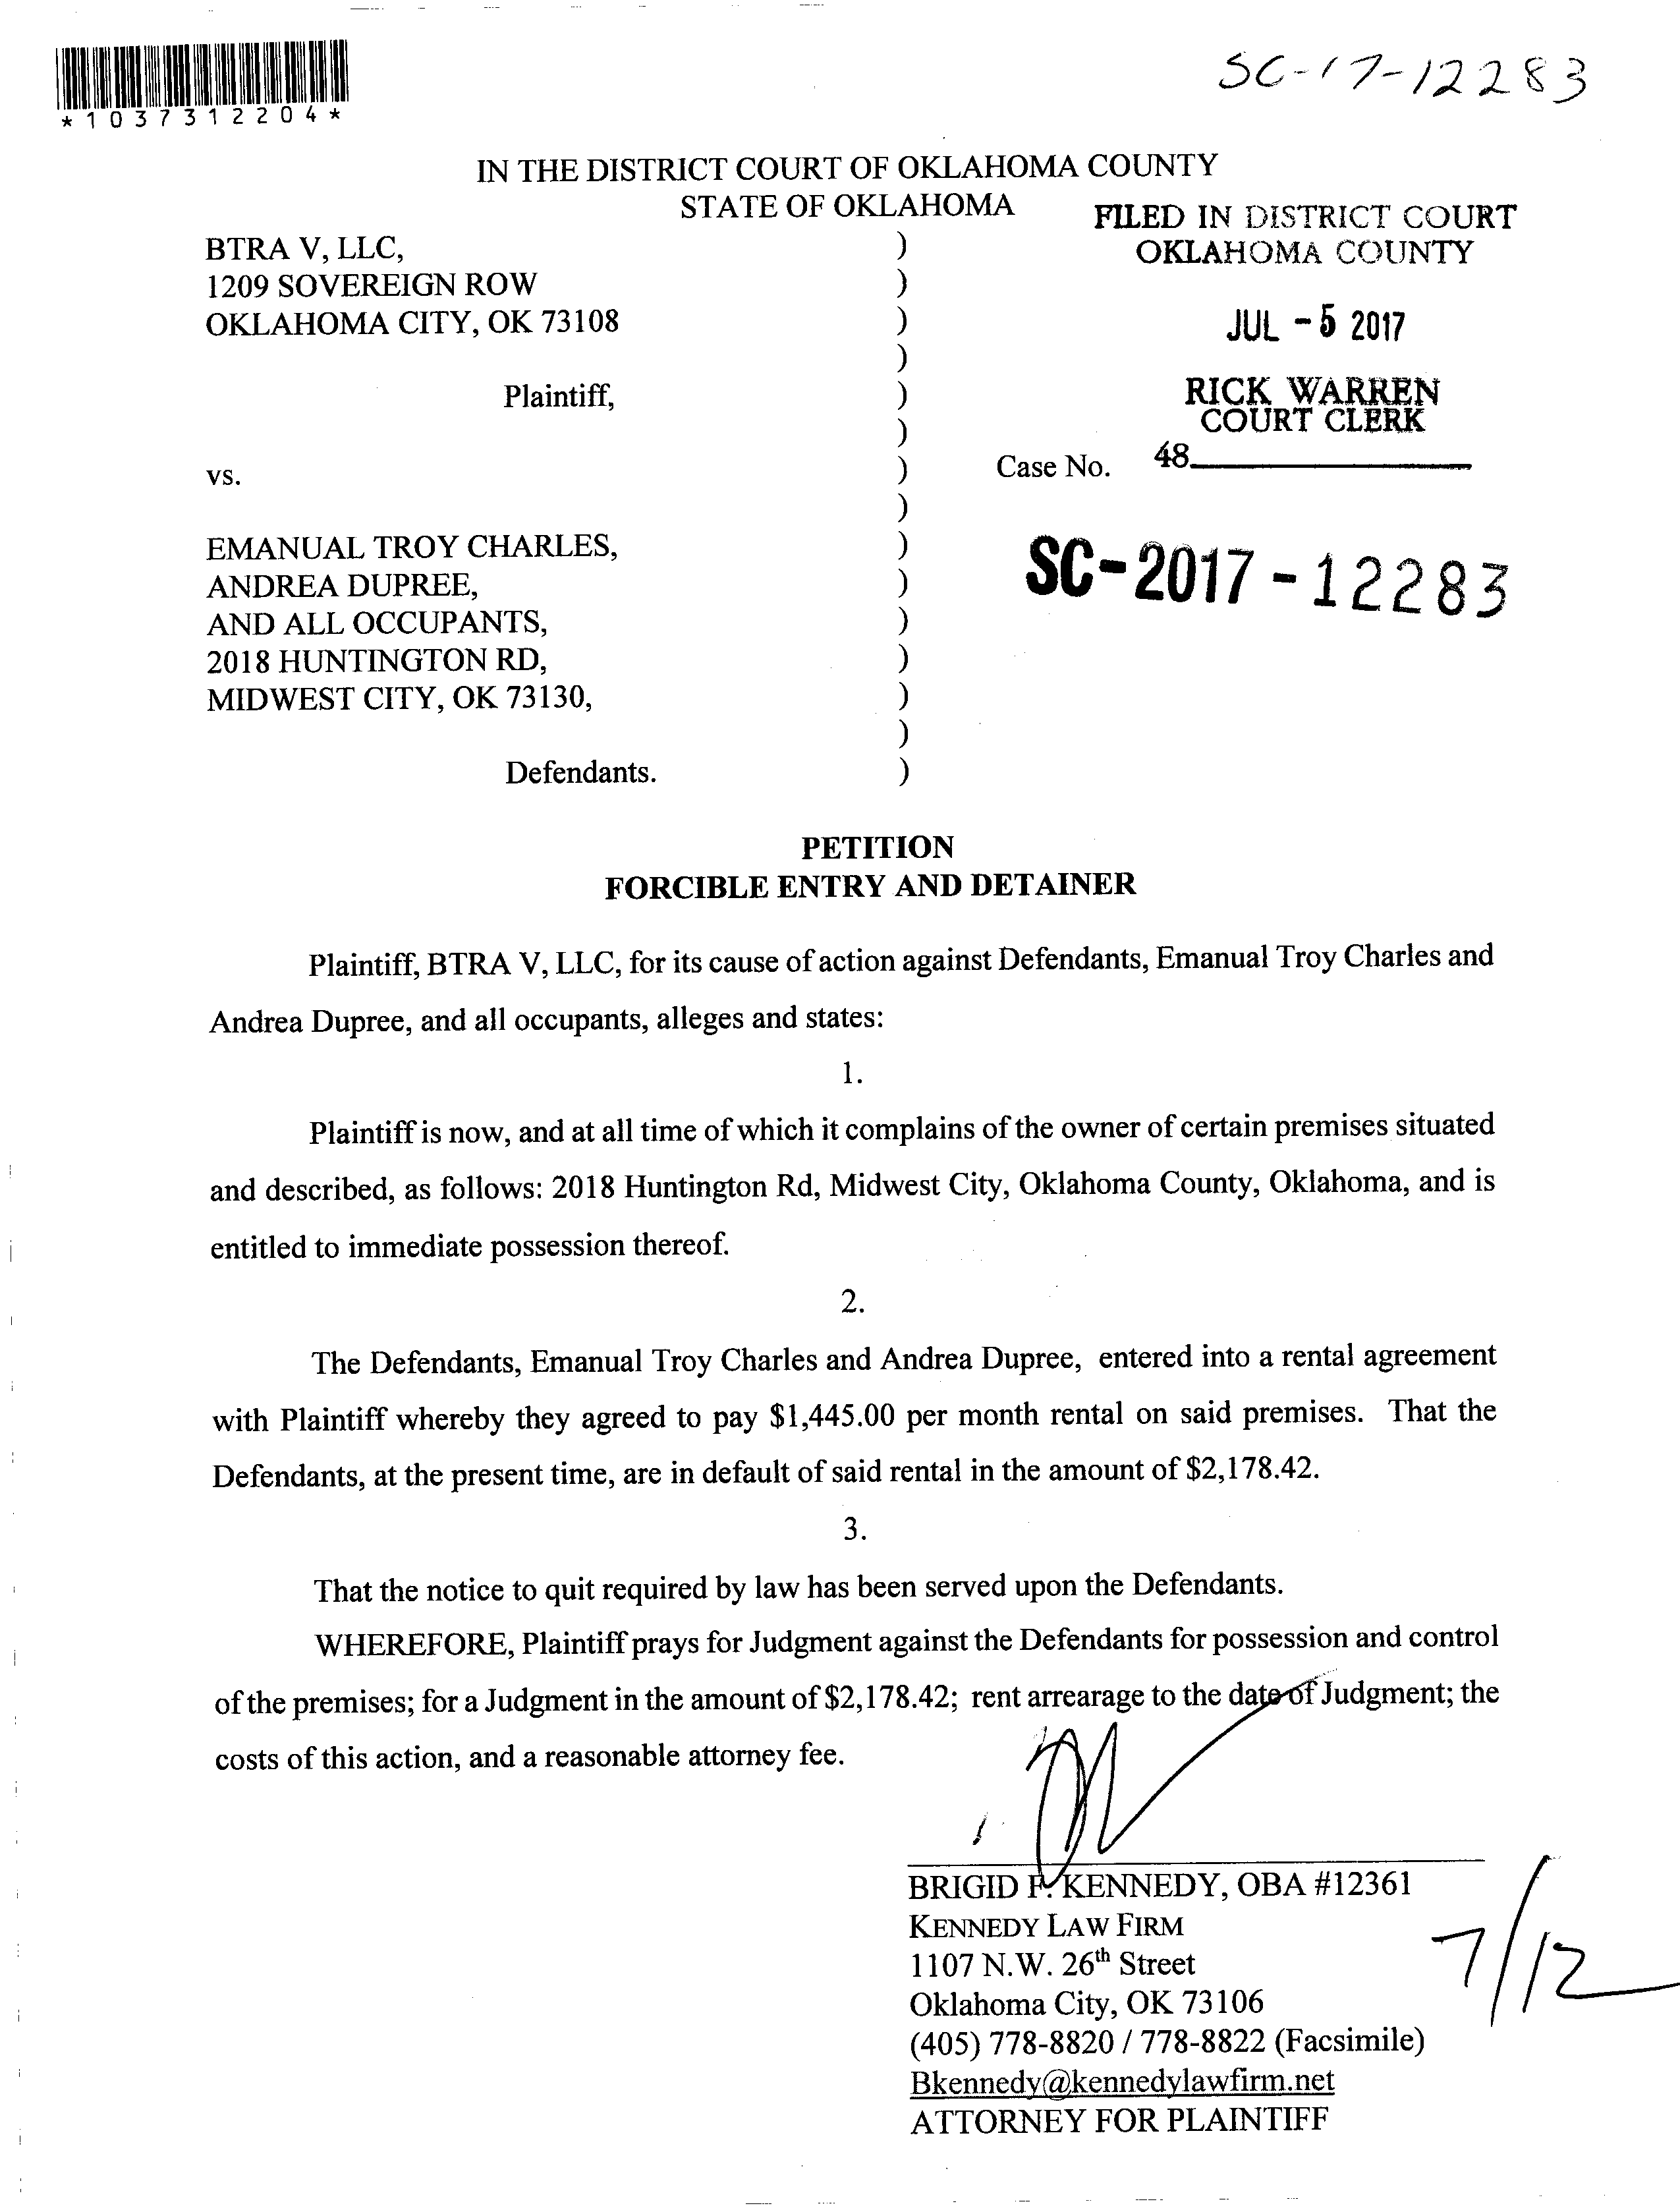 *1037312204*
SC-17-12283
IN THE DISTRICT COURT OF OKLAHOMA COUNTY
STATE OF OKLAHOMA
FILED IN DISTRICT COURT
OKLAHOMA COUNTY
JUL - 5 2017
RICK WARREN
COURT CLERK
48
BTRA V, LLC, )
1209 SOVEREIGN ROW )
OKLAHOMA CITY, OK 73108 )
)
Plaintiff, )
)
vs. ) Case No.
)
EMANUAL TROY CHARLES, )
ANDREA DUPREE, ) SC-2017-12283
AND ALL OCCUPANTS, )
2018 HUNTINGTON RD, )
MIDWEST CITY, OK 73130, )
)
Defendants. )
PETITION
FORCIBLE ENTRY AND DETAINER
Plaintiff, BTRA V, LLC, for its cause of action against Defendants, Emanual Troy Charles and
Andrea Dupree, and all occupants, alleges and states:
1.
Plaintiff is now, and at all time of which it complains of the owner of certain premises situated
and described, as follows: 2018 Huntington Rd, Midwest City, Oklahoma County, Oklahoma, and is
entitled to immediate possession thereof.
2.
The Defendants, Emanual Troy Charles and Andrea Dupree, entered into a rental agreement
with Plaintiff whereby they agreed to pay $1,445.00 per month rental on said premises. That the
Defendants, at the present time, are in default of said rental in the amount of $2,178.42.
3.
That the notice to quit required by law has been served upon the Defendants.
WHEREFORE, Plaintiff prays for Judgment against the Defendants for possession and control
of the premises; for a Judgment in the amount of $2,178.42; rent arrearage to the date of Judgment; the
costs of this action, and a reasonable attorney fee.
BRIGID F. KENNEDY, OBA #12361
KENNEDY LAW FIRM
1107 N.W. 26th Street
Oklahoma City, OK 73106
(405) 778-8820 / 778-8822 (Facsimile)
Bkennedy@kennedylawfirm.net
ATTORNEY FOR PLAINTIFF
7/12